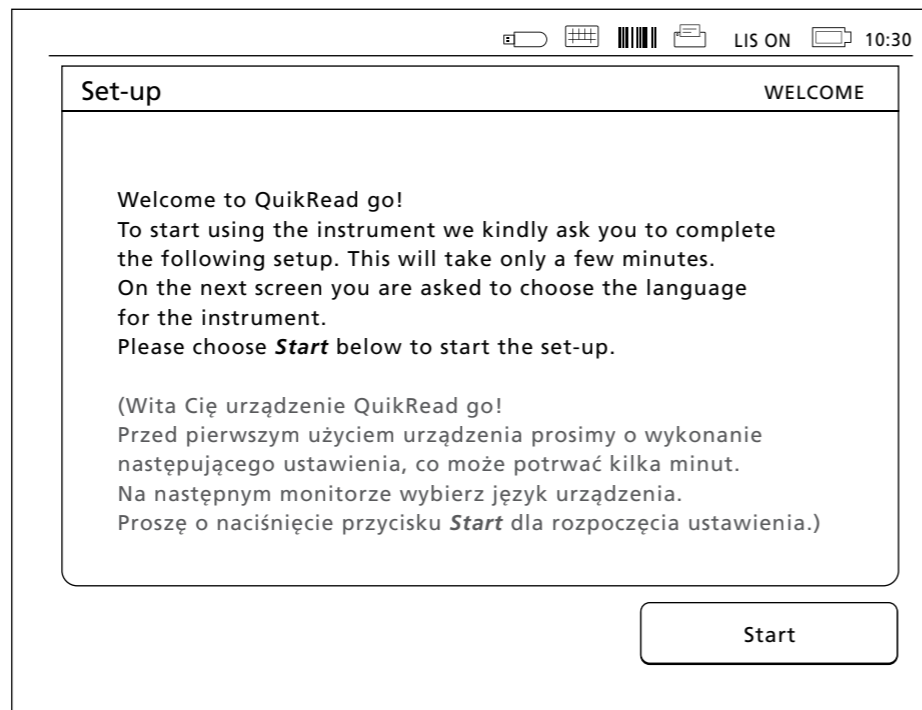 LIS ON 10:30
Set-up WELCOME
Welcome to QuikRead go!
To start using the instrument we kindly ask you to complete
the following setup. This will take only a few minutes.
On the next screen you are asked to choose the language
for the instrument.
Please choose Start below to start the set-up.
(Wita Cię urządzenie QuikRead go!
Przed pierwszym użyciem urządzenia prosimy o wykonanie
następującego ustawienia, co może potrwać kilka minut.
Na następnym monitorze wybierz język urządzenia.
Proszę o naciśnięcie przycisku Start dla rozpoczęcia ustawienia.)
Start